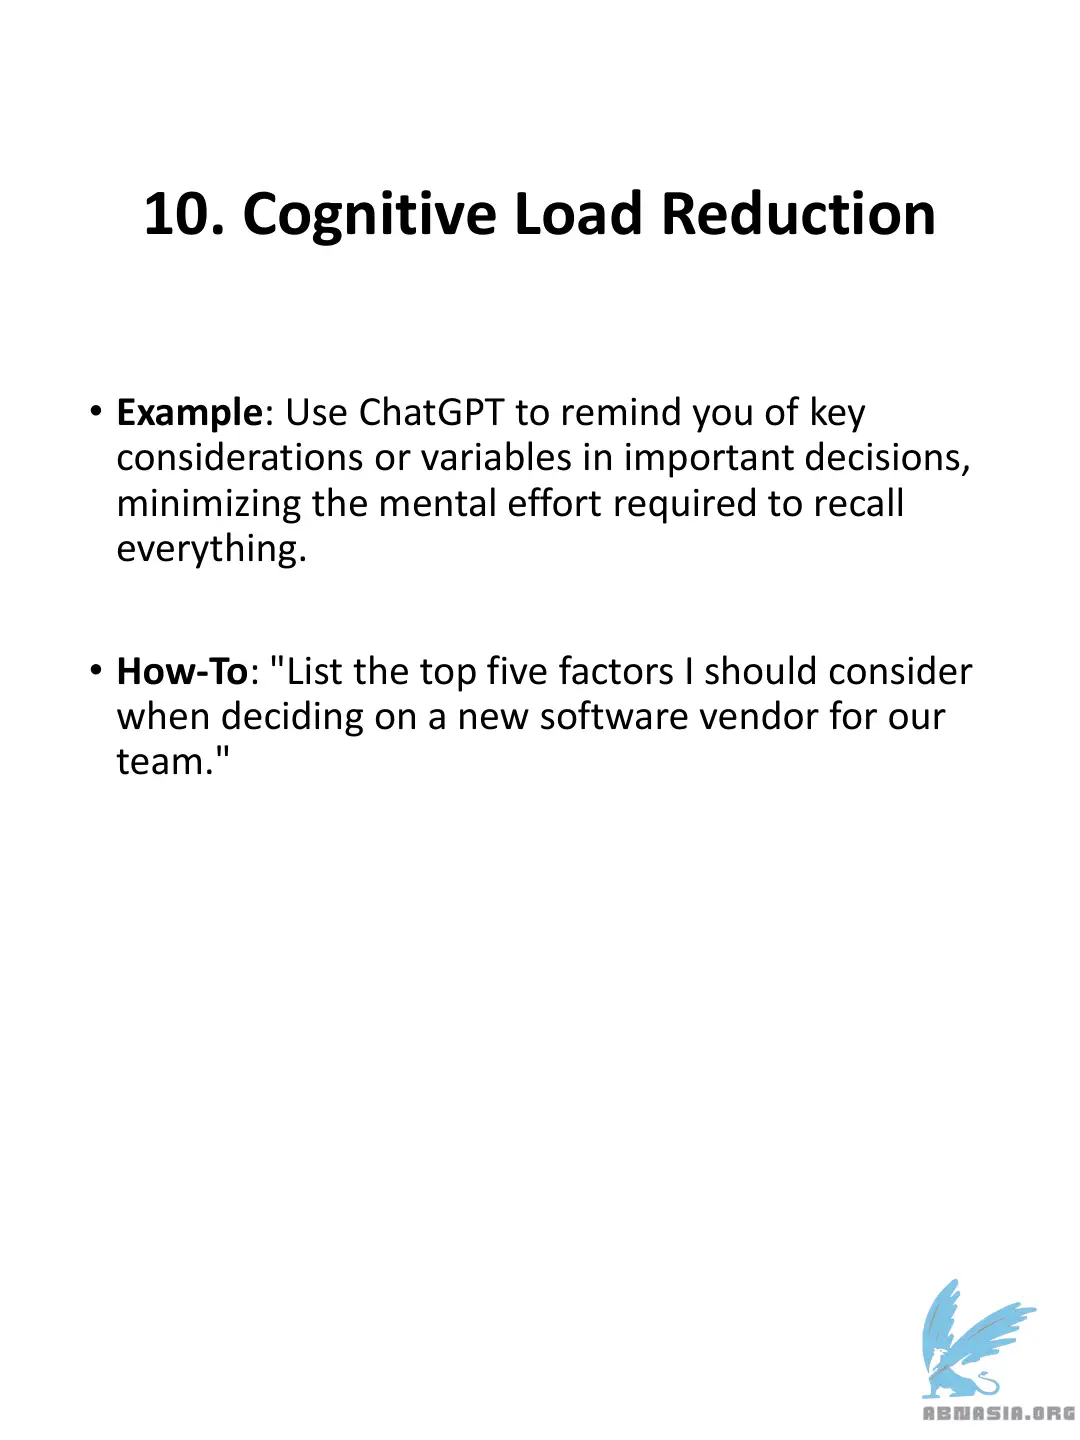 10. Cognitive Load Reduction
• Example: Use ChatGPT to remind you of key
considerations or variables in important decisions,
minimizing the mental effort required to recall
everything.
• How-To: "List the top five factors I should consider
when deciding on a new software vendor for our
team."
ABNASIA.ORG